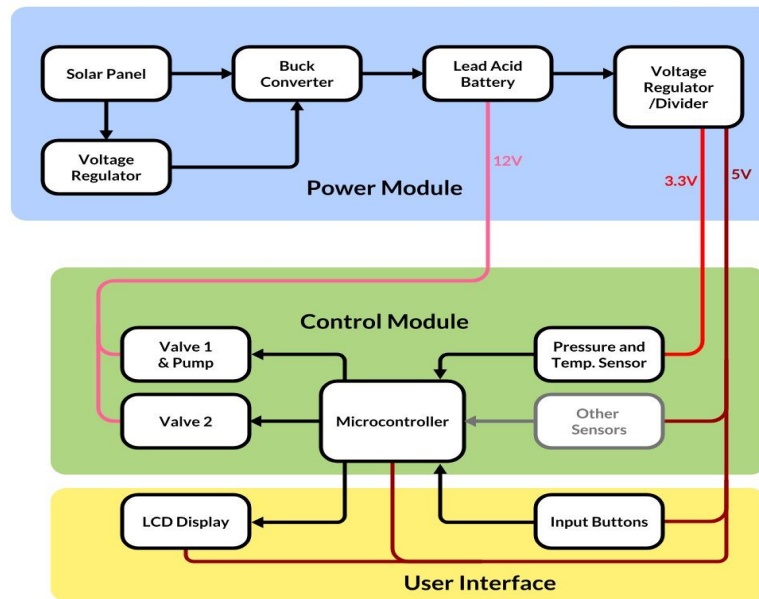 Solar Panel
Buck
Converter
Lead Acid
Battery
Voltage
Regulator
/Divider
Voltage
Regulator
12V
3.3V
5V
Power Module
Control Module
Valve 1
& Pump
Pressure and
Temp. Sensor
Valve 2
Microcontroller
Other
Sensors
LCD Display
Input Buttons
User Interface